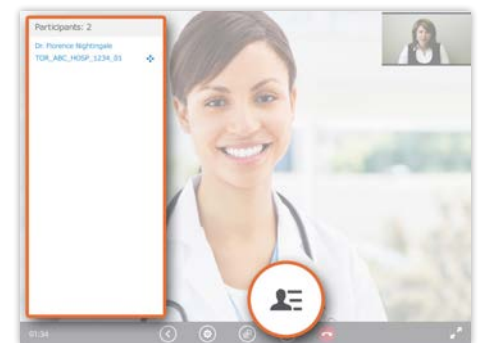 Participants: 2
Dr. Florence Nightingale
TOR_ABC_HOSP_1234_01
01:34